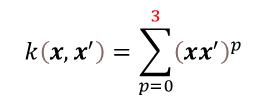 k(x, x′) = ∑_{p=0}^{3} (xx′)^p